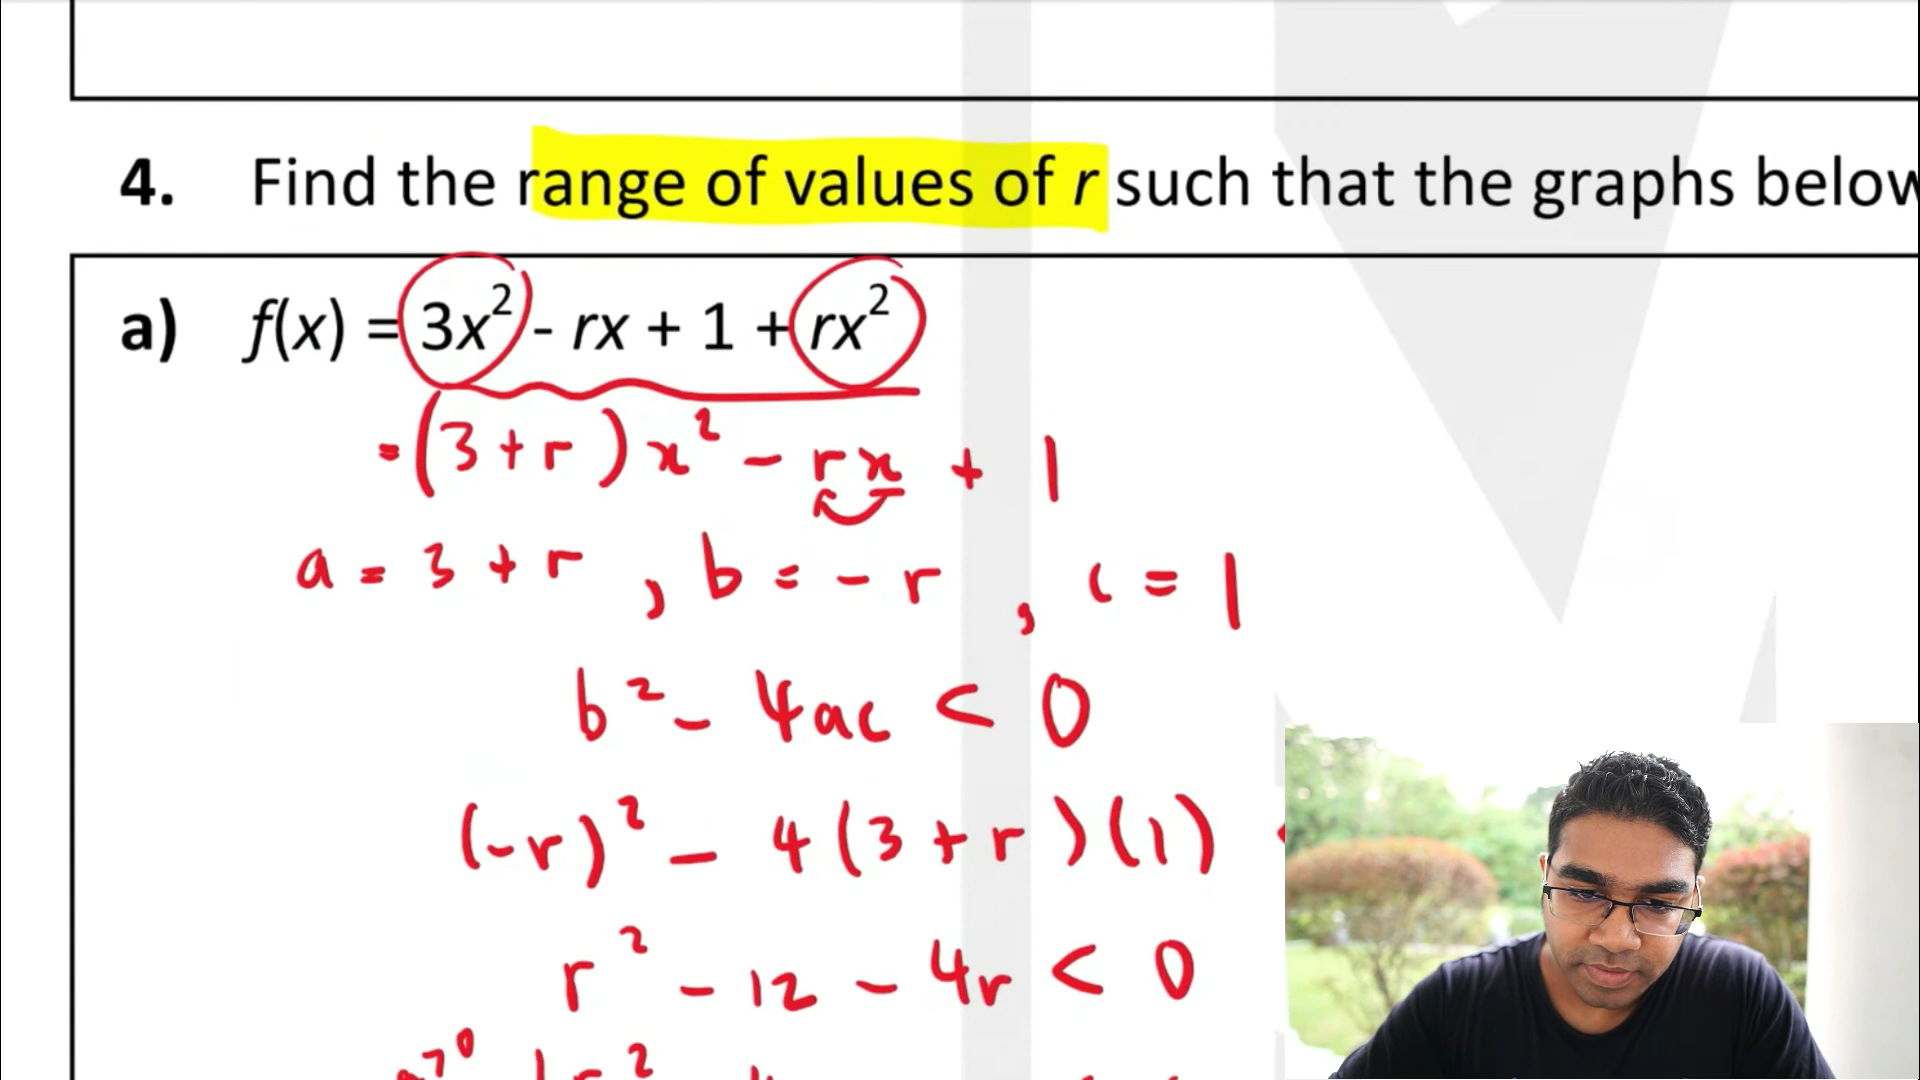 4. Find the range of values of r such that the graphs below
a) f(x) = 3x² - rx + 1 + rx²
= (3 + r) x² - rx + 1
a = 3 + r , b = - r , c = 1
b² - 4ac < 0
(-r)² - 4 (3 + r) (1)
r² - 12 - 4r < 0